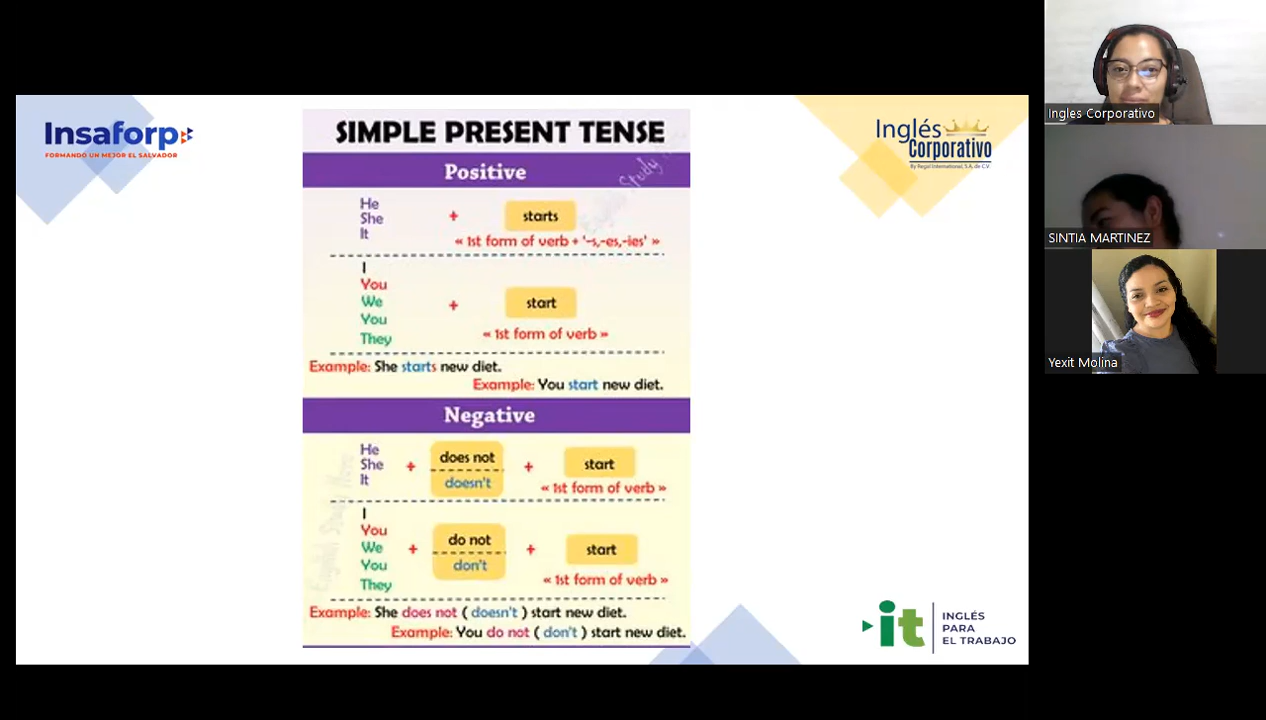 Insaforp
FORMANDO UN MEJOR EL SALVADOR
Inglés
Corporativo
By Regal International, S.A. de C.V.
SIMPLE PRESENT TENSE
Positive
He
She
It
+
starts
« 1st form of verb + '-s,-es,-ies' »
I
You
We
You
They
+
start
« 1st form of verb »
Example: She starts new diet.
Example: You start new diet.
Negative
He
She
It
+
does not
doesn't
+
start
« 1st form of verb »
I
You
We
You
They
+
do not
don't
+
start
« 1st form of verb »
Example: She does not ( doesn't ) start new diet.
Example: You do not ( don't ) start new diet.
it
INGLÉS
PARA
EL TRABAJO
Ingles Corporativo
SINTIA MARTINEZ
Yexit Molina